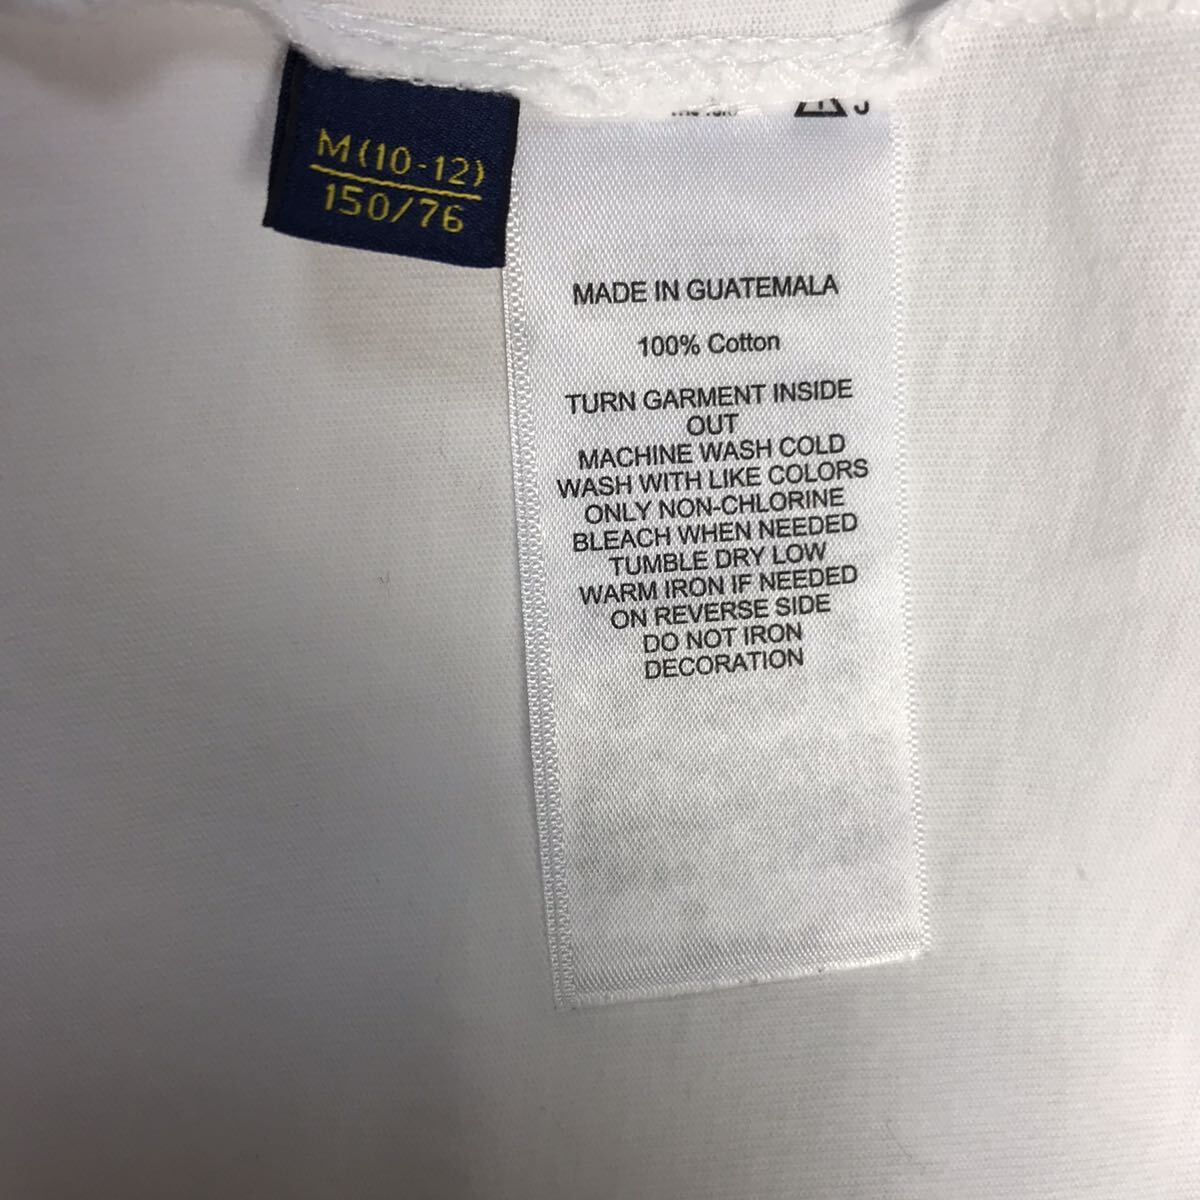 M(10-12)
150/76
MADE IN GUATEMALA
100% Cotton
TURN GARMENT INSIDE
OUT
MACHINE WASH COLD
WASH WITH LIKE COLORS
ONLY NON-CHLORINE
BLEACH WHEN NEEDED
TUMBLE DRY LOW
WARM IRON IF NEEDED
ON REVERSE SIDE
DO NOT IRON
DECORATION